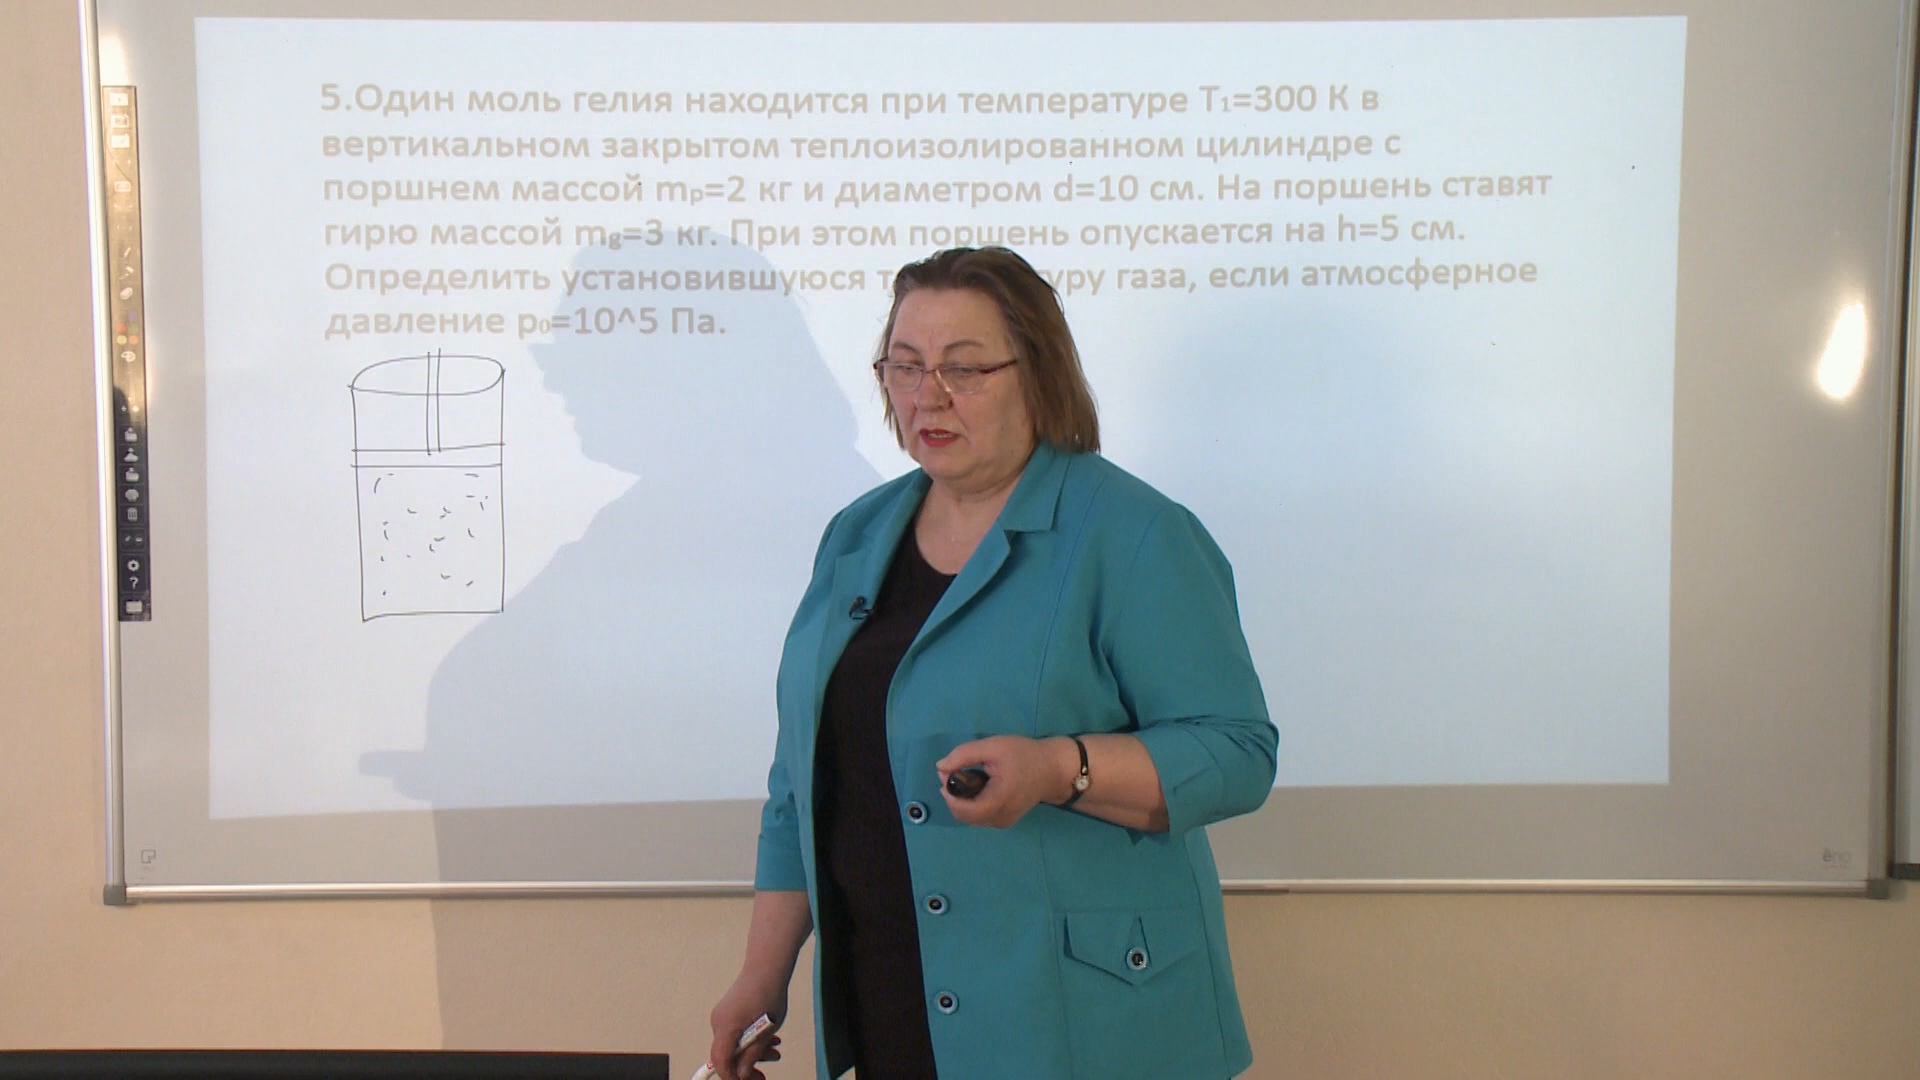 5.Один моль гелия находится при температуре T₁=300 К в
вертикальном закрытом теплоизолированном цилиндре с
поршнем массой mₚ=2 кг и диаметром d=10 см. На поршень ставят
гирю массой mg=3 кг. При этом поршень опускается на h=5 см.
Определить установившуюся газа, если атмосферное
давление p₀=10^5 Па.
?
ēno